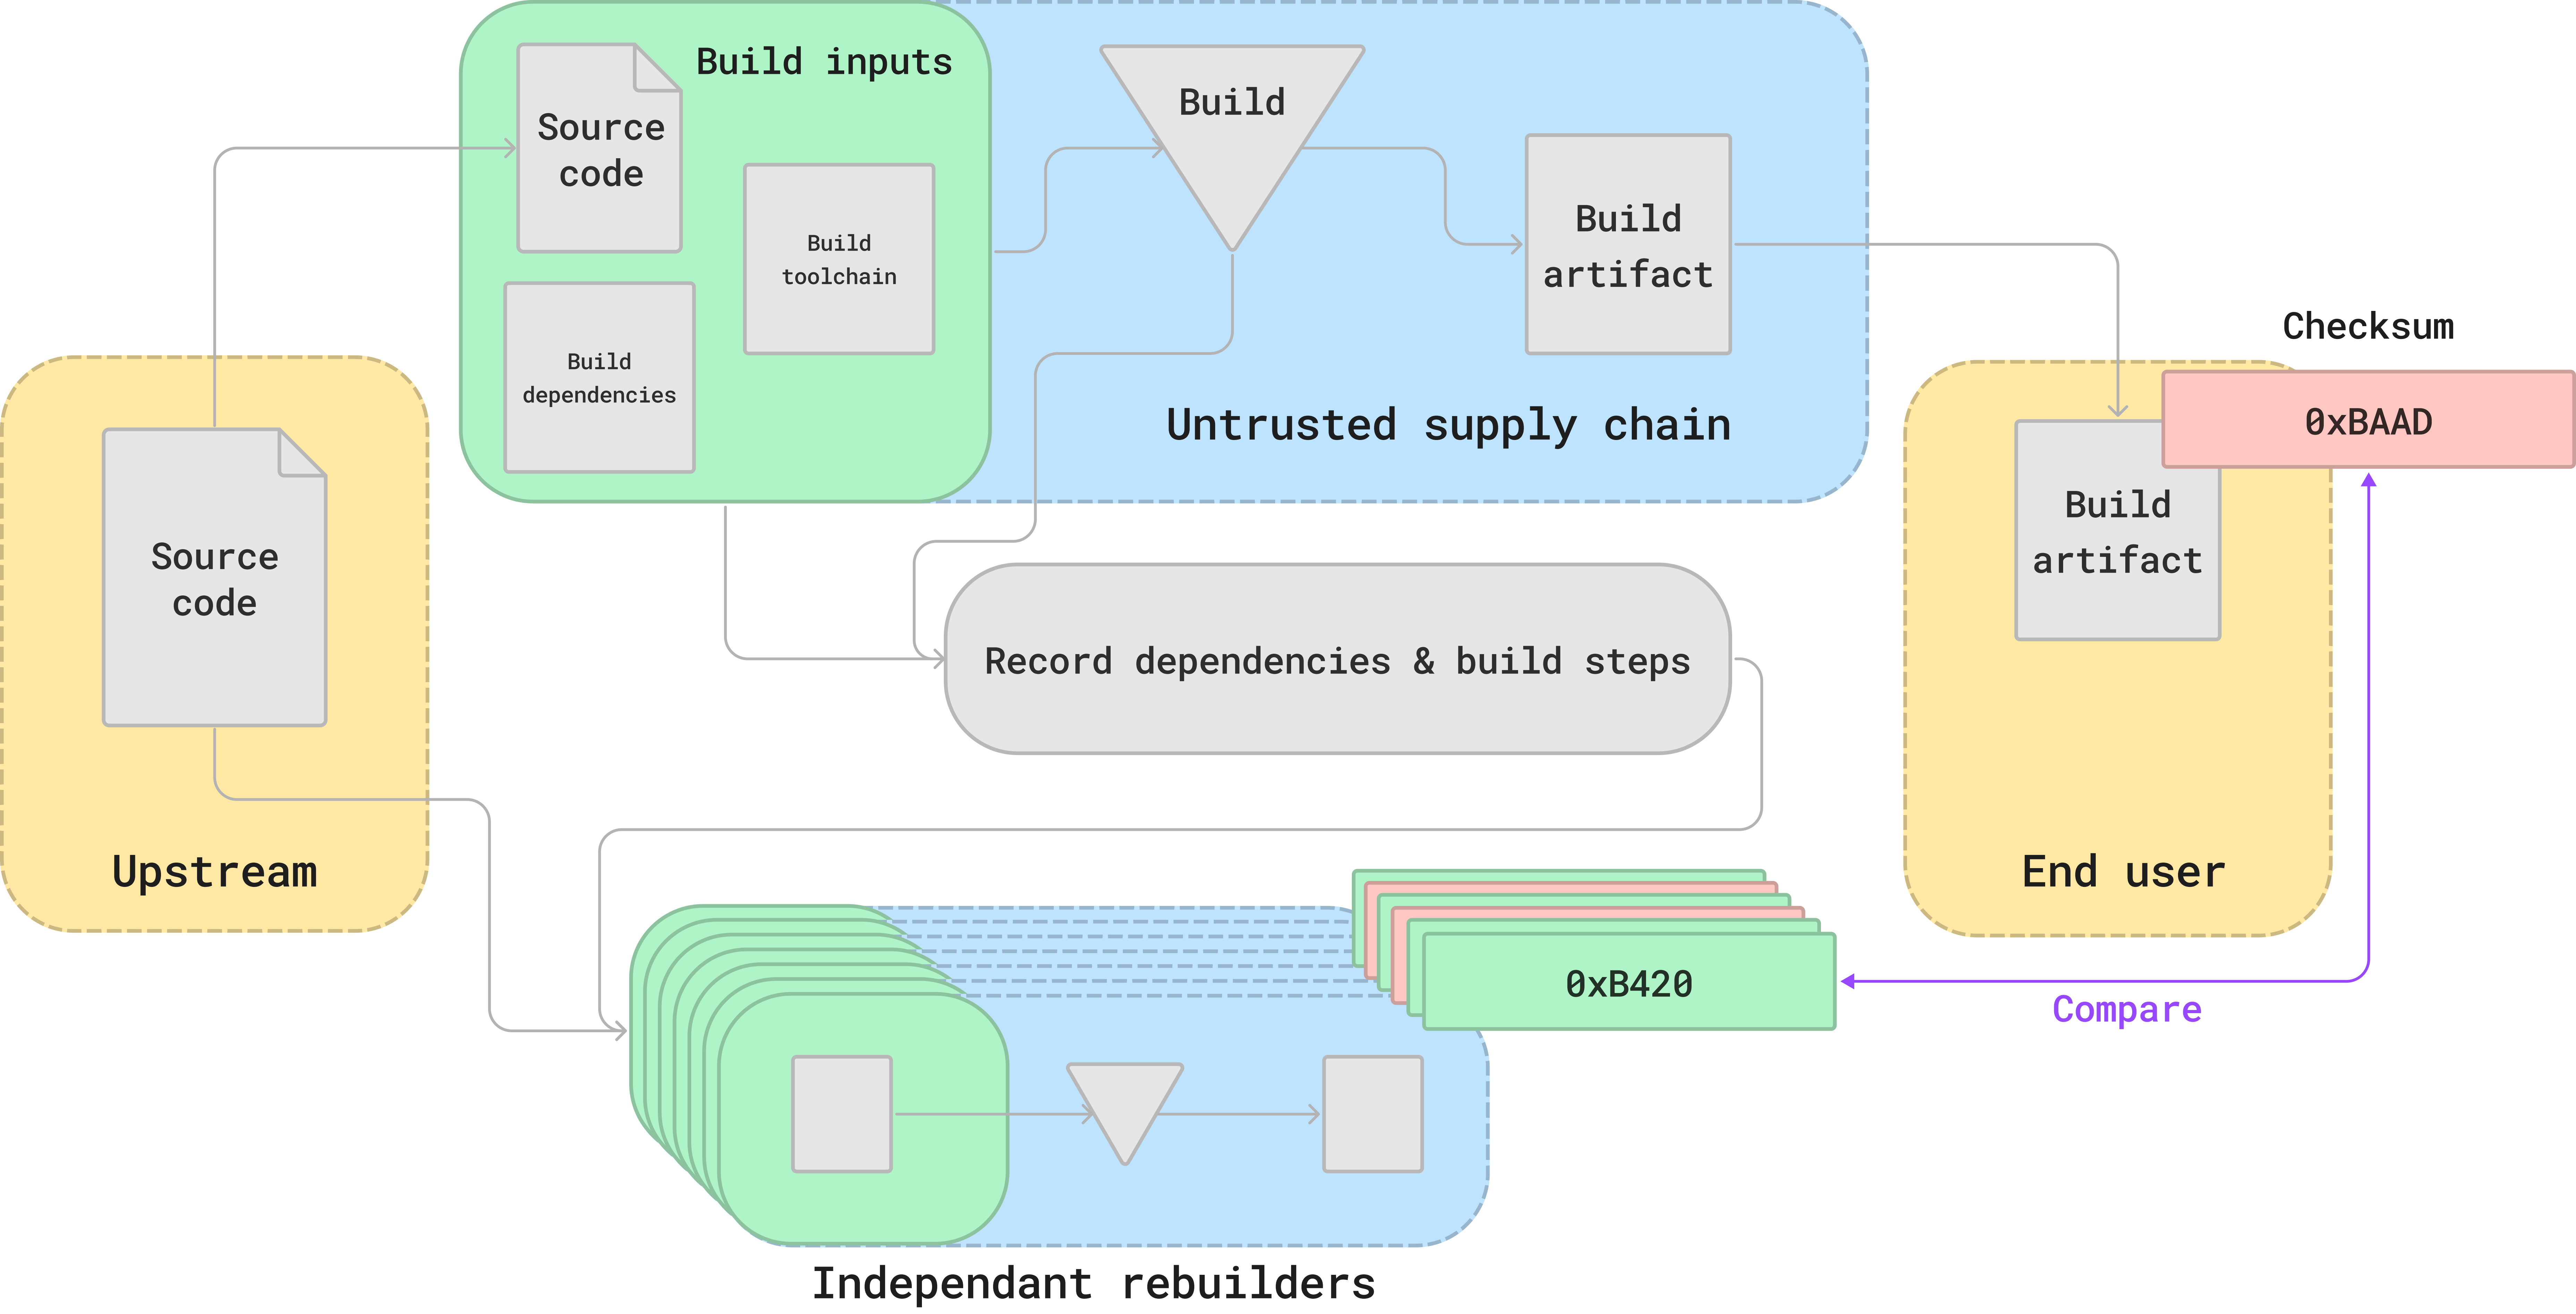 Build inputs
Source
code
Build
toolchain
Build
dependencies
Build
Build
artifact
Untrusted supply chain
Checksum
0xBAAD
Build
artifact
End user
Source
code
Upstream
Record dependencies & build steps
0xB420
Compare
Independant rebuilders